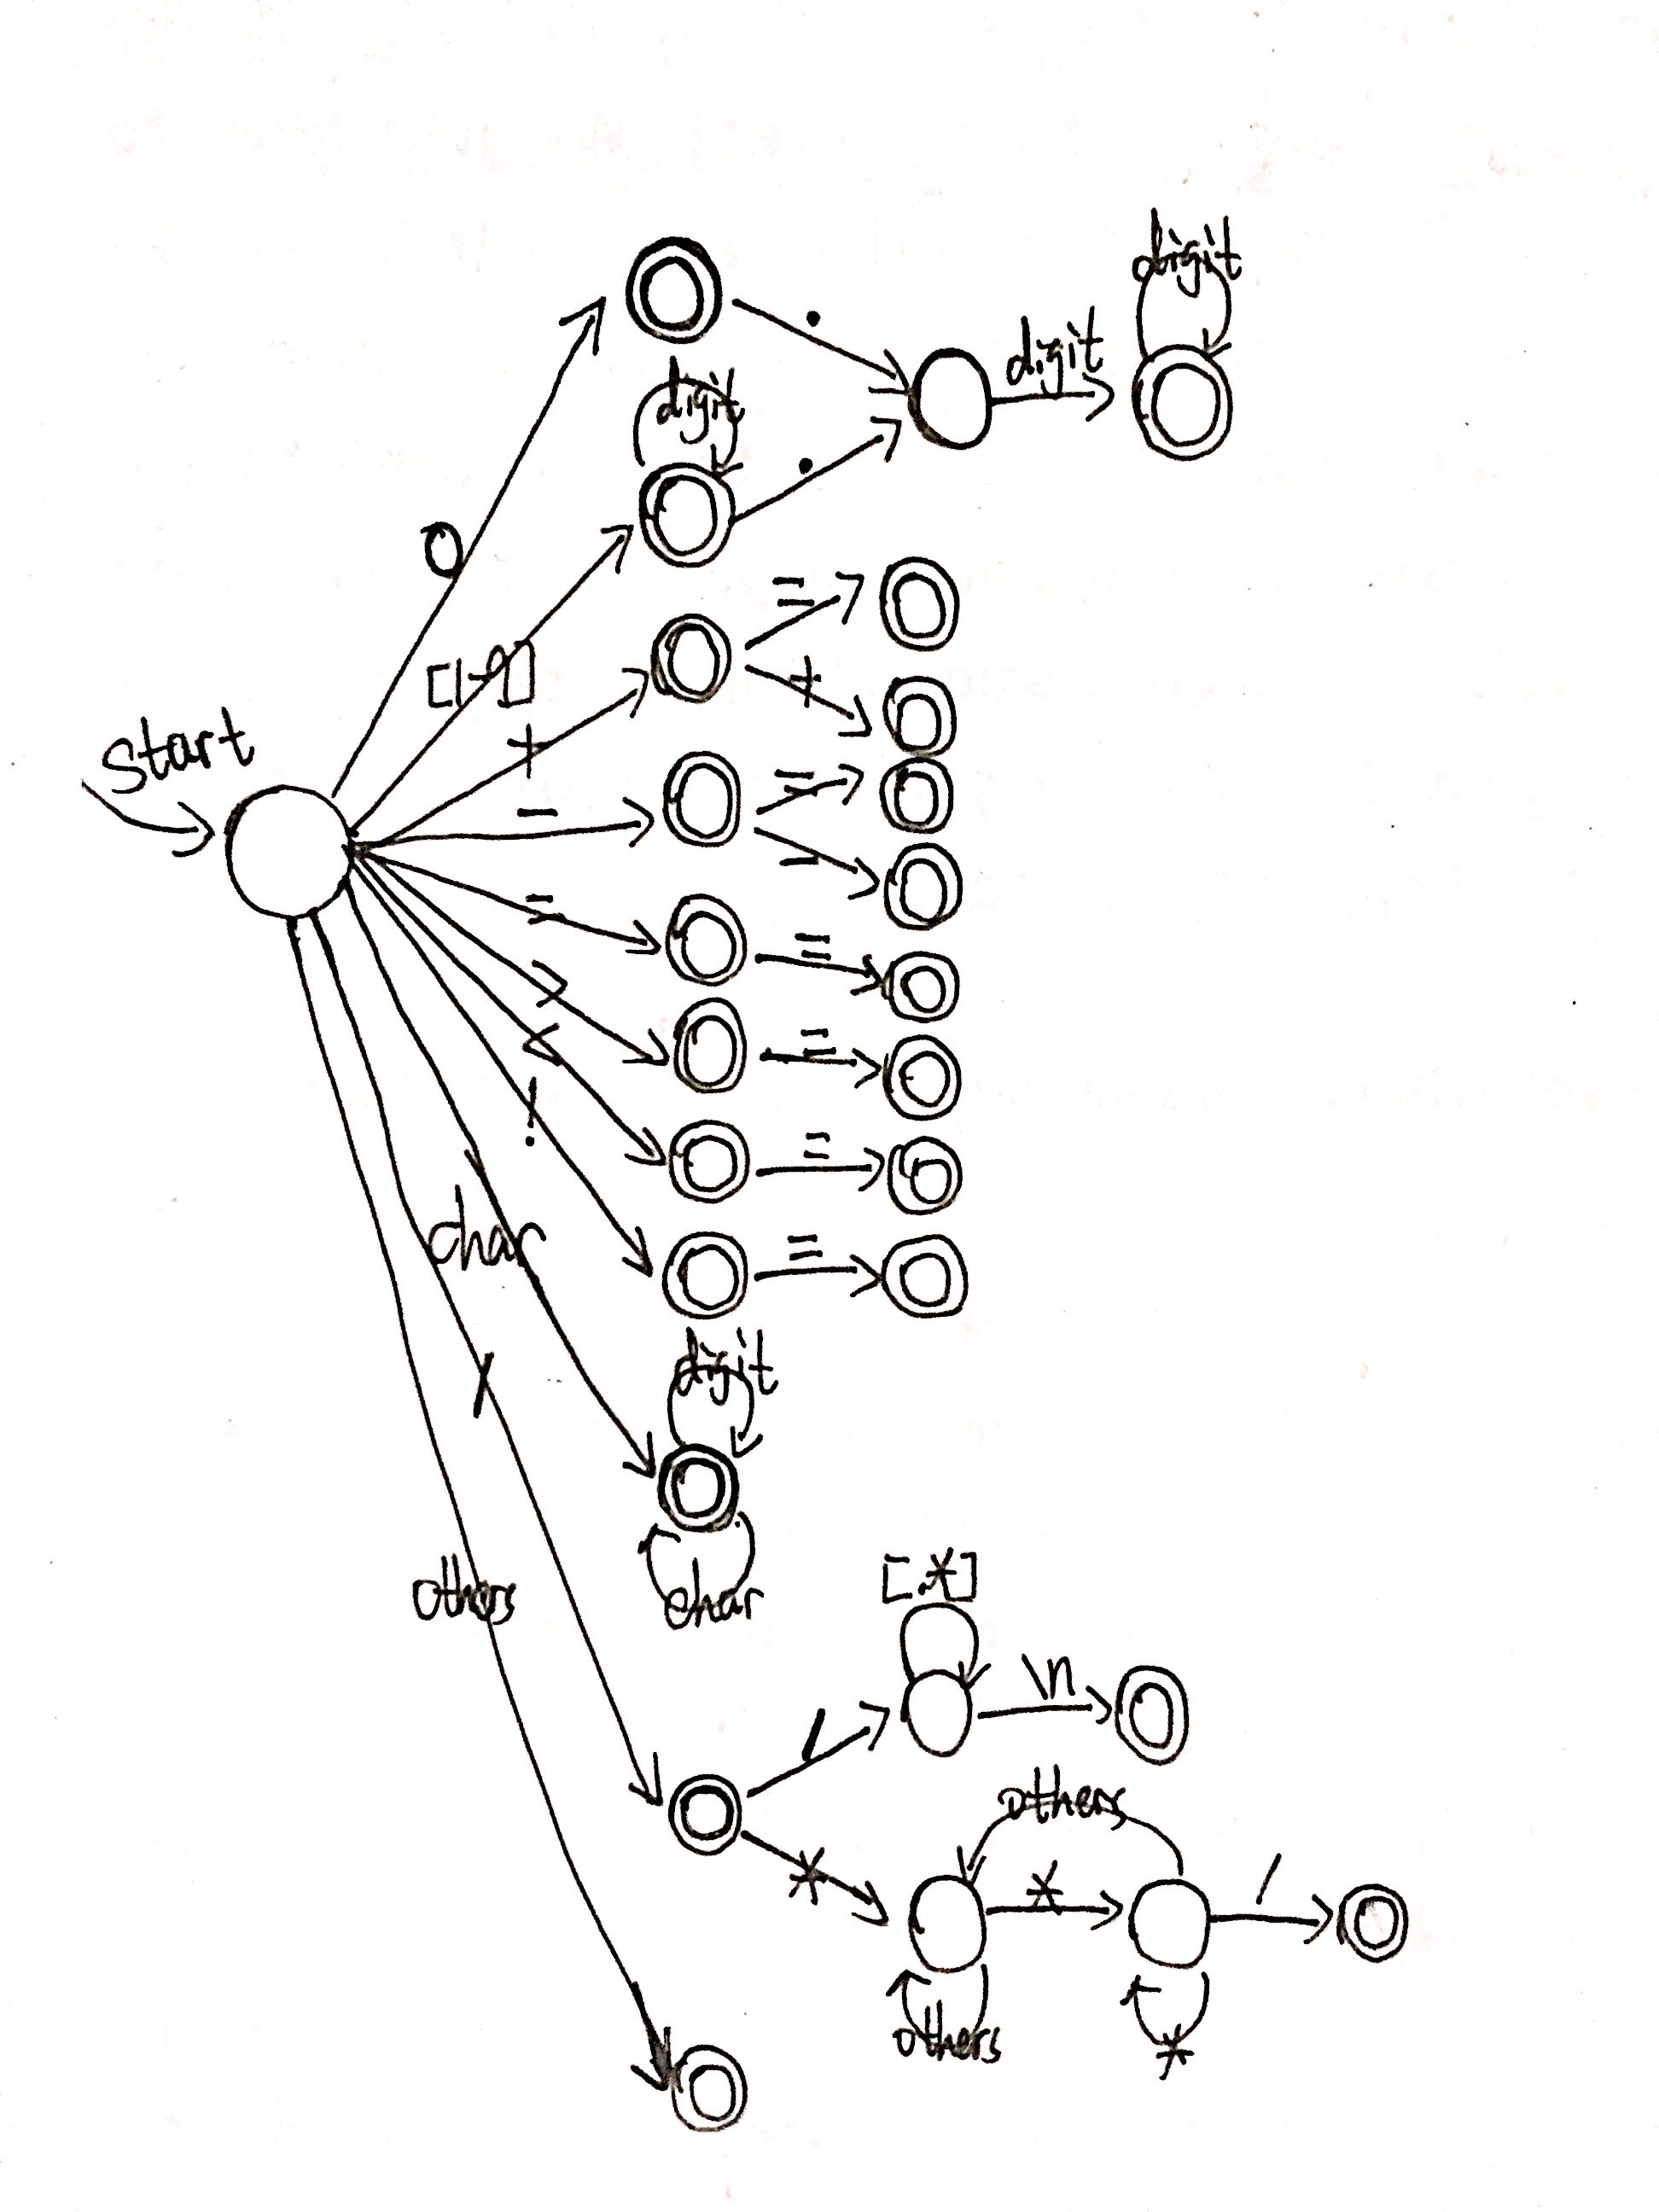 digit
.
digit
digit
.
0
=
[1-9]
+
Start
+
=
-
-
=
=
>
=
<
!
=
=
char
digit
/
char
others
[.*]
\n
/
others
*
*
/
others
*